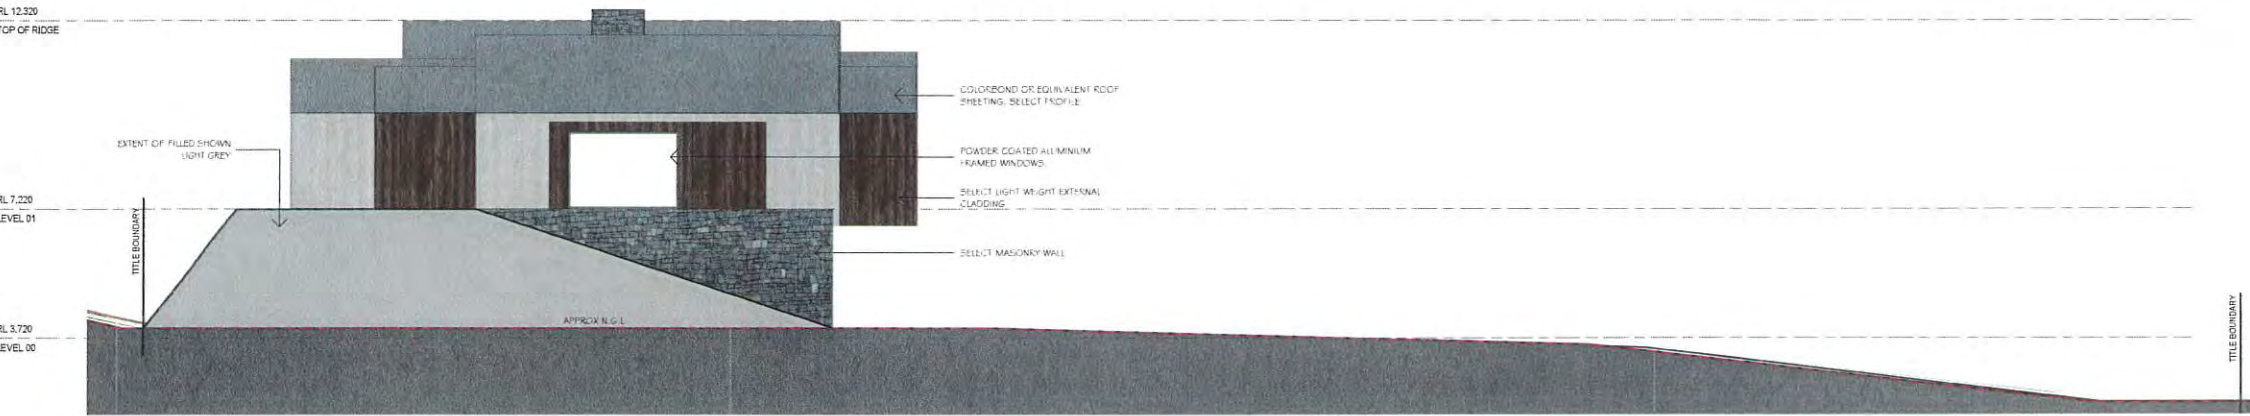 RL 12.320
TOP OF RIDGE
COLORBOND OR EQUIVALENT ROOF
SHEETING. SELECT PROFILE
EXTENT OF FILLED SHOWN
LIGHT GREY
POWDER COATED ALUMINIUM
FRAMED WINDOWS.
SELECT LIGHT WEIGHT EXTERNAL
CLADDING
RL 7,220
LEVEL 01
TITLE BOUNDARY
SELECT MASONRY WALL
APPROX N.G.L
RL 3,720
LEVEL 00
TITLE BOUNDARY